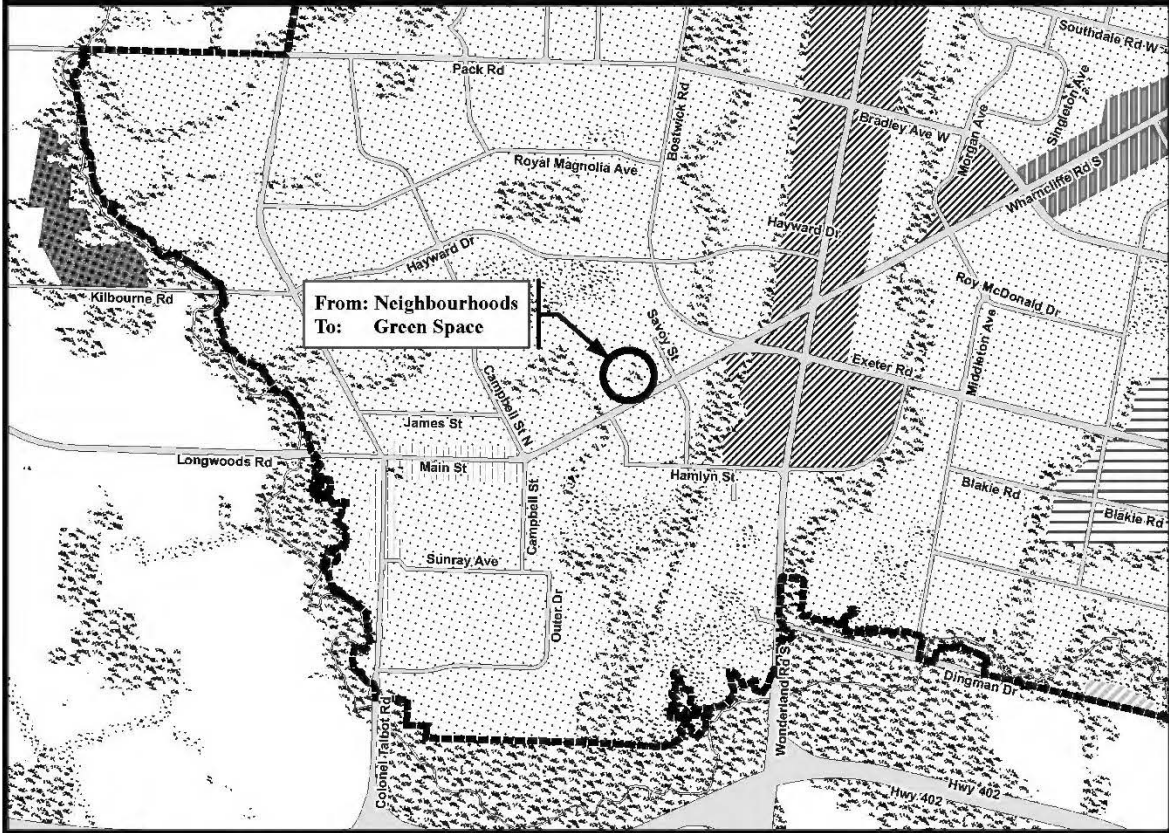 Southdale Rd W
Pack Rd
Bostwick Rd
Bradley Ave W
Morgan Ave
Singleton Ave
Wharncliffe Rd S
Royal Magnolia Ave
Hayward Dr
Hayward Dr
Kilbourne Rd
From: Neighbourhoods
To: Green Space
Savoy St
Roy McDonald Dr
Middleton Ave
Exeter Rd
Campbell St N
James St
Longwoods Rd
Main St
Hamlyn St
Campbell St
Blakie Rd
Blakie Rd
Sunray Ave
Outer Dr
Colonel Talbot Rd
Wonderland Rd S
Dingman Dr
Hwy 402
Hwy 402